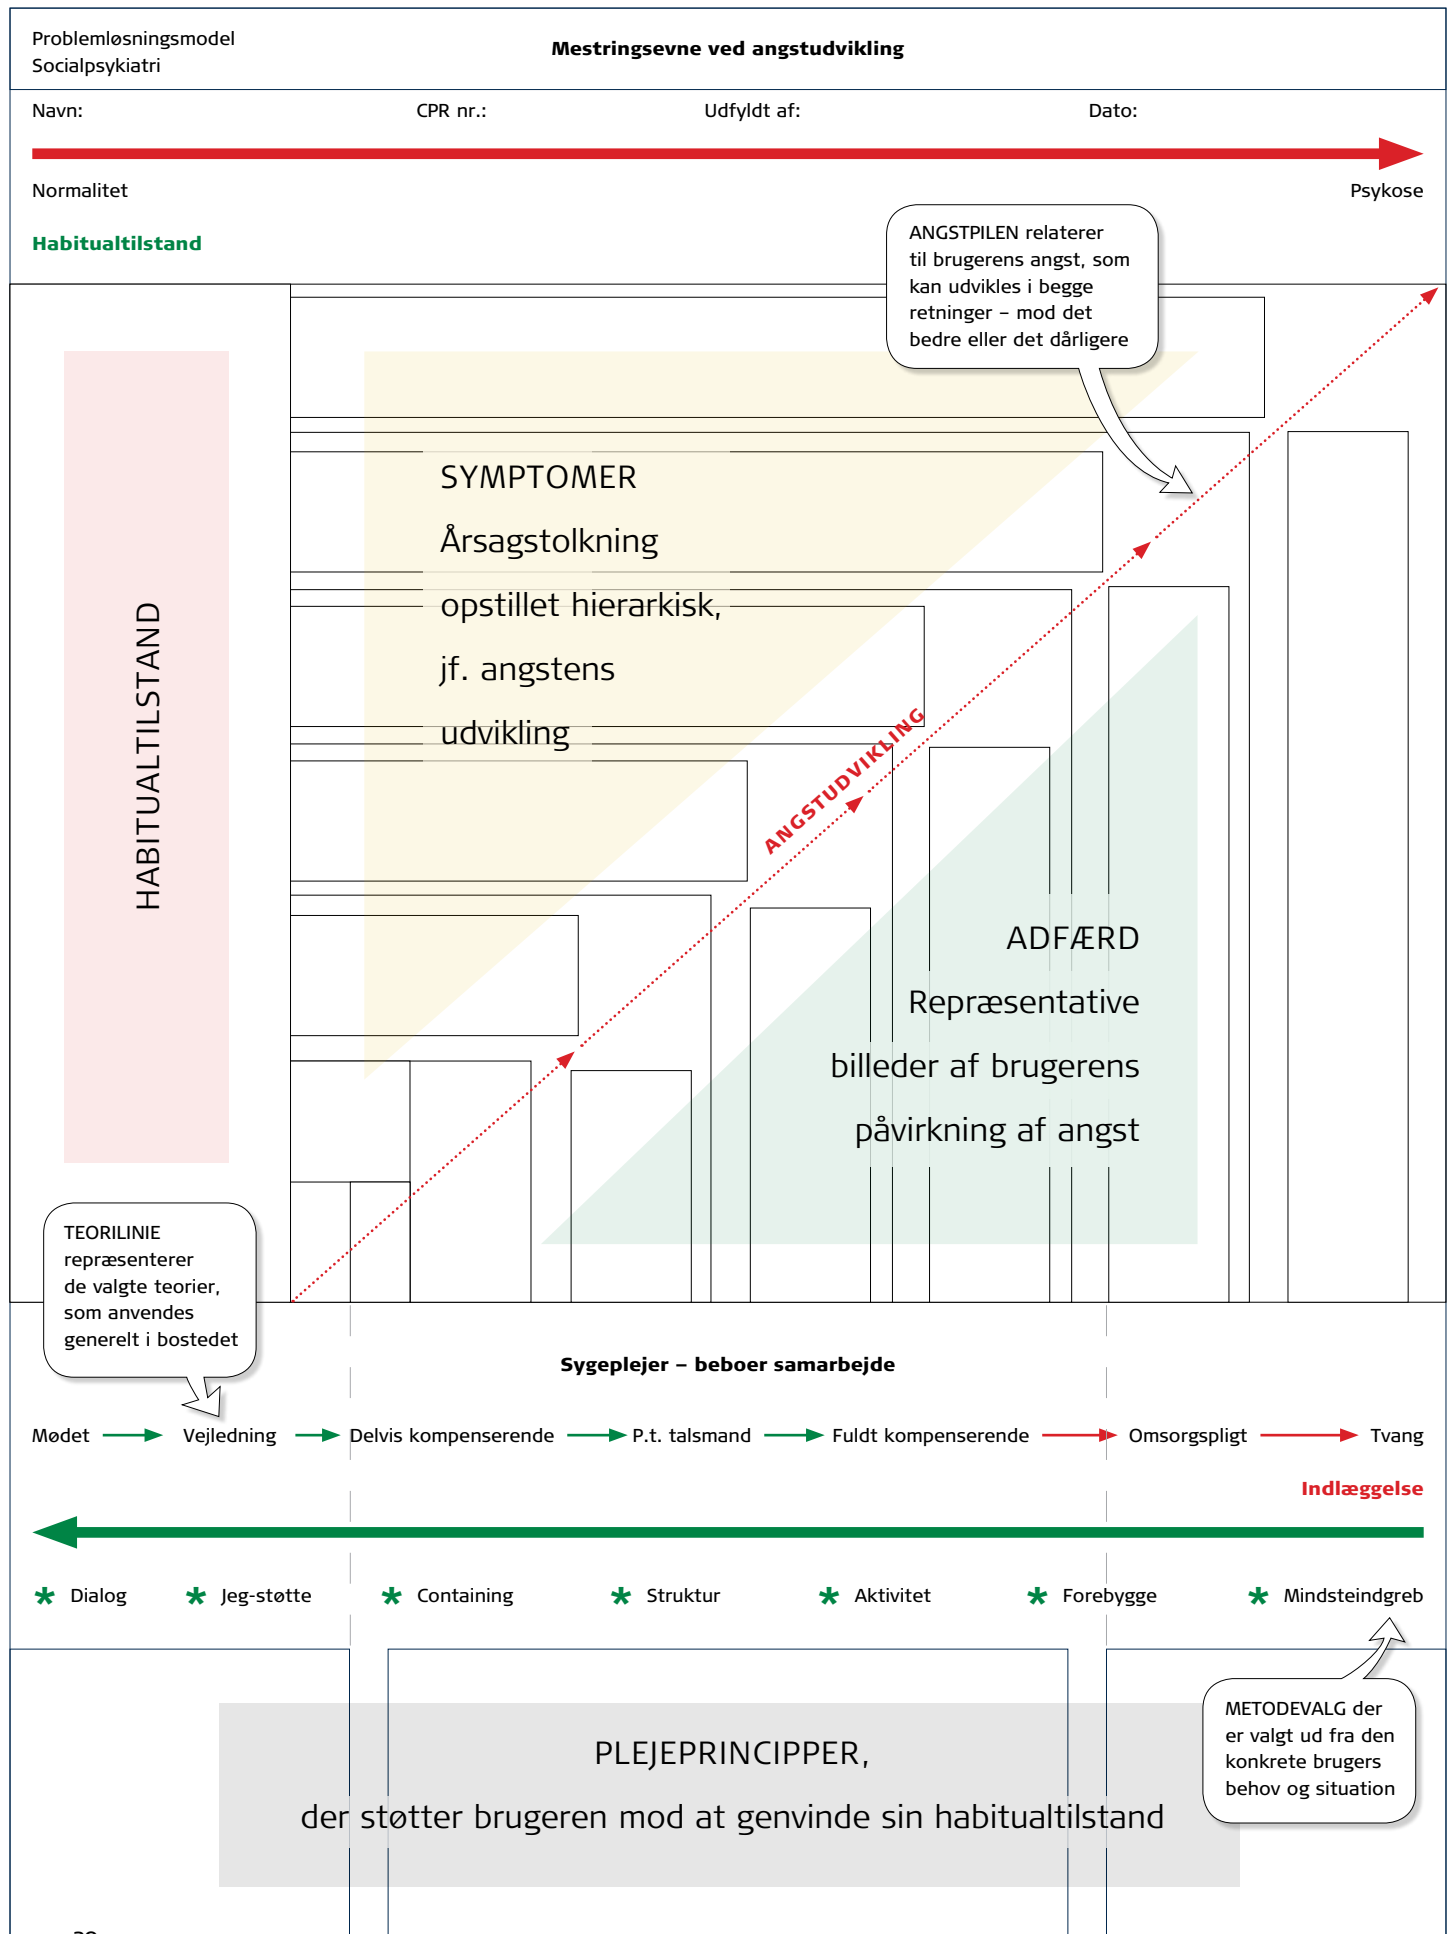 Problemløsningsmodel
Socialpsykiatri
Mestringsevne ved angstudvikling
Navn: CPR nr.: Udfyldt af: Dato:
Normalitet Psykose
Habitualtilstand
ANGSTPILEN relaterer
til brugerens angst, som
kan udvikles i begge
retninger – mod det
bedre eller det dårligere
HABITUALTILSTAND
SYMPTOMER
Årsagstolkning
opstillet hierarkisk,
jf. angstens
udvikling
ANGSTUDVIKLING
ADFÆRD
Repræsentative
billeder af brugerens
påvirkning af angst
TEORILINIE
repræsenterer
de valgte teorier,
som anvendes
generelt i bostedet
Sygeplejer – beboer samarbejde
Mødet Vejledning Delvis kompenserende P.t. talsmand Fuldt kompenserende Omsorgspligt Tvang
Indlæggelse
* Dialog * Jeg-støtte * Containing * Struktur * Aktivitet * Forebygge * Mindsteindgreb
METODEVALG der
er valgt ud fra den
konkrete brugers
behov og situation
PLEJEPRINCIPPER,
der støtter brugeren mod at genvinde sin habitualtilstand